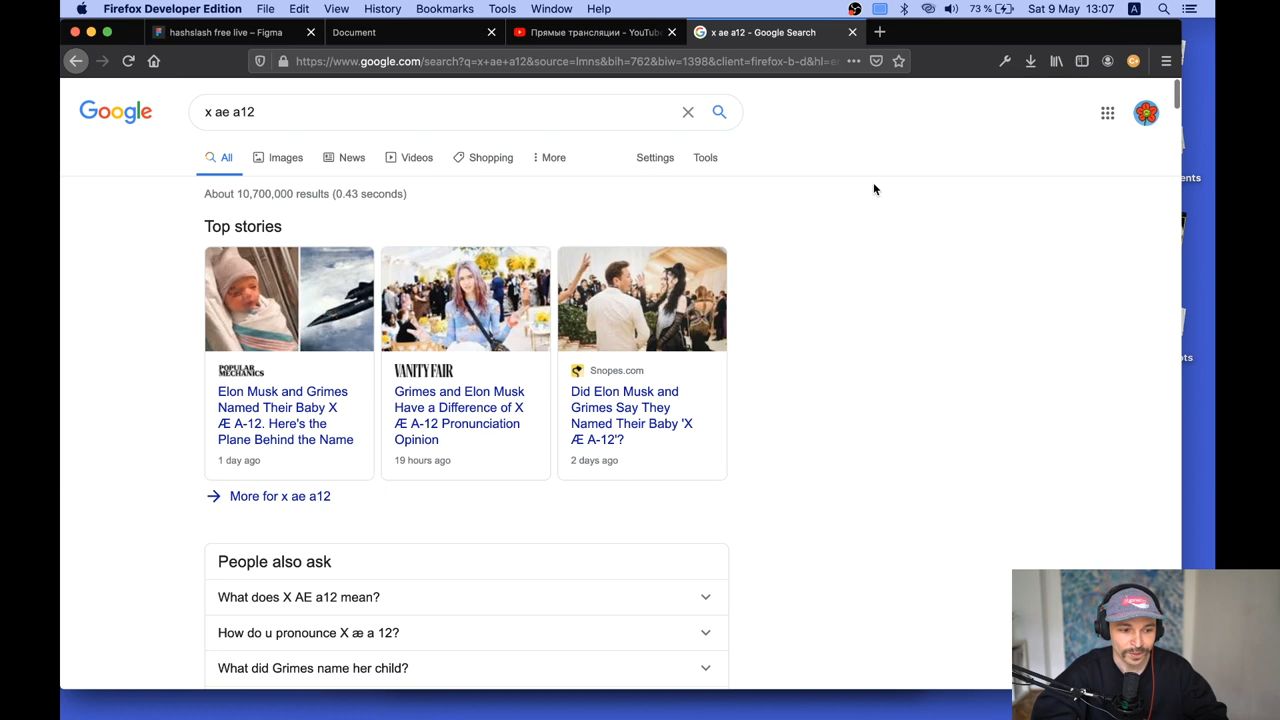 Firefox Developer Edition File Edit View History Bookmarks Tools Window Help 73 % Sat 9 May 13:07 A
hashslash free live – Figma Document Прямые трансляции - YouTub x ae a12 - Google Search
https://www.google.com/search?q=x+ae+a12&source=lmns&bih=762&biw=1398&client=firefox-b-d&hl=e
Google x ae a12
All Images News Videos Shopping More Settings Tools
ents
About 10,700,000 results (0.43 seconds)
Top stories
POPULAR MECHANICS
Elon Musk and Grimes
Named Their Baby X
Æ A-12. Here's the
Plane Behind the Name
1 day ago
VANITY FAIR
Grimes and Elon Musk
Have a Difference of X
Æ A-12 Pronunciation
Opinion
19 hours ago
Snopes.com
Did Elon Musk and
Grimes Say They
Named Their Baby 'X
Æ A-12'?
2 days ago
ots
More for x ae a12
People also ask
What does X AE a12 mean?
How do u pronounce X æ a 12?
What did Grimes name her child?